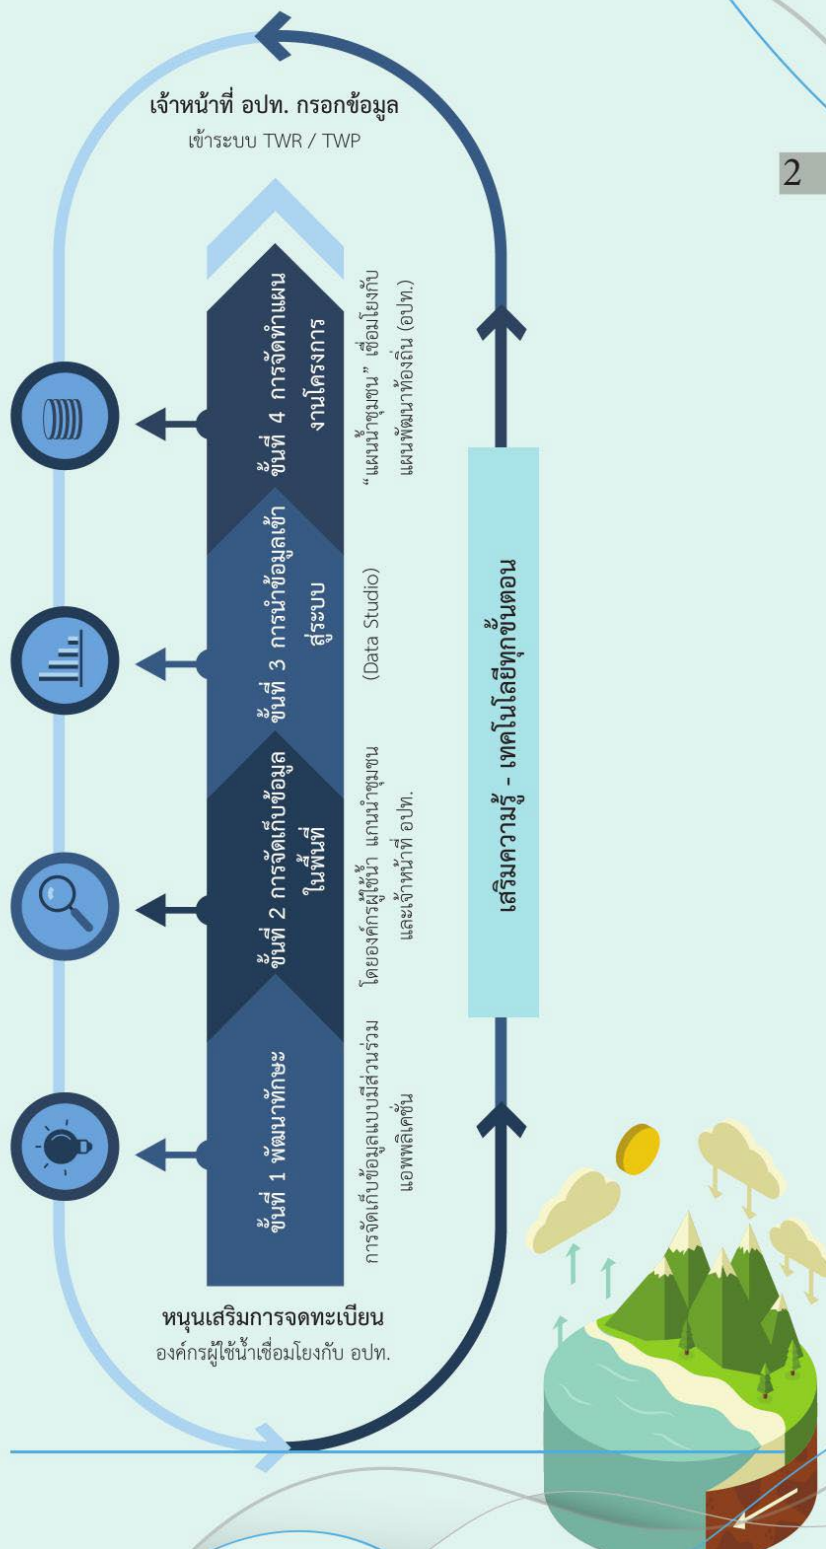 เจ้าหน้าที่ อปท. กรอกข้อมูล
เข้าระบบ TWR / TWP
2
ขั้นที่ 4 การจัดทำแผน
งานโครงการ
“แผนน้ำชุมชน” เชื่อมโยงกับ
แผนพัฒนาท้องถิ่น (อปท.)
ขั้นที่ 3 การนำข้อมูลเข้า
สู่ระบบ
(Data Studio)
ขั้นที่ 2 การจัดเก็บข้อมูล
ในพื้นที่
โดยองค์กรผู้ใช้น้ำ แกนนำชุมชน
และเจ้าหน้าที่ อปท.
ขั้นที่ 1 พัฒนาทักษะ
การจัดเก็บข้อมูลแบบมีส่วนร่วม
แอพพลิเคชั่น
เสริมความรู้ - เทคโนโลยีทุกขั้นตอน
หนุนเสริมการจดทะเบียน
องค์กรผู้ใช้น้ำเชื่อมโยงกับ อปท.